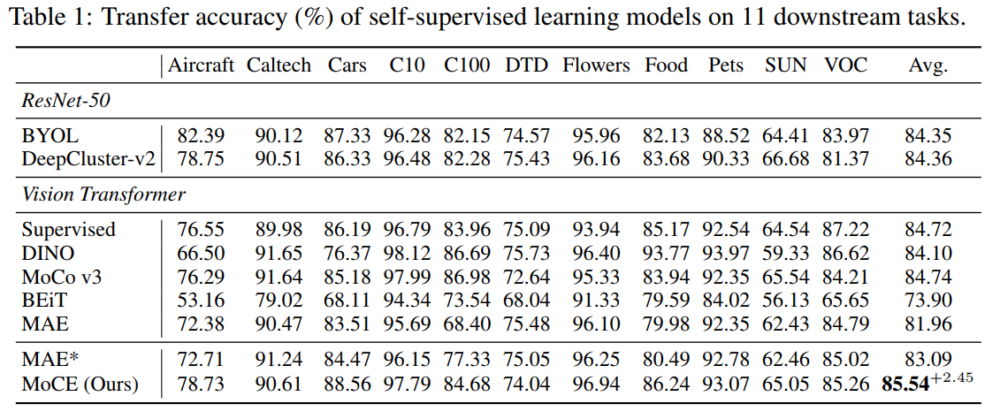 Table 1: Transfer accuracy (%) of self-supervised learning models on 11 downstream tasks.
Aircraft Caltech Cars C10 C100 DTD Flowers Food Pets SUN VOC Avg.
ResNet-50
BYOL 82.39 90.12 87.33 96.28 82.15 74.57 95.96 82.13 88.52 64.41 83.97 84.35
DeepCluster-v2 78.75 90.51 86.33 96.48 82.28 75.43 96.16 83.68 90.33 66.68 81.37 84.36
Vision Transformer
Supervised 76.55 89.98 86.19 96.79 83.96 75.09 93.94 85.17 92.54 64.54 87.22 84.72
DINO 66.50 91.65 76.37 98.12 86.69 75.73 96.40 93.77 93.97 59.33 86.62 84.10
MoCo v3 76.29 91.64 85.18 97.99 86.98 72.64 95.33 83.94 92.35 65.54 84.21 84.74
BEiT 53.16 79.02 68.11 94.34 73.54 68.04 91.33 79.59 84.02 56.13 65.65 73.90
MAE 72.38 90.47 83.51 95.69 68.40 75.48 96.10 79.98 92.35 62.43 84.79 81.96
MAE* 72.71 91.24 84.47 96.15 77.33 75.05 96.25 80.49 92.78 62.46 85.02 83.09
MoCE (Ours) 78.73 90.61 88.56 97.79 84.68 74.04 96.94 86.24 93.07 65.05 85.26 85.54+2.45